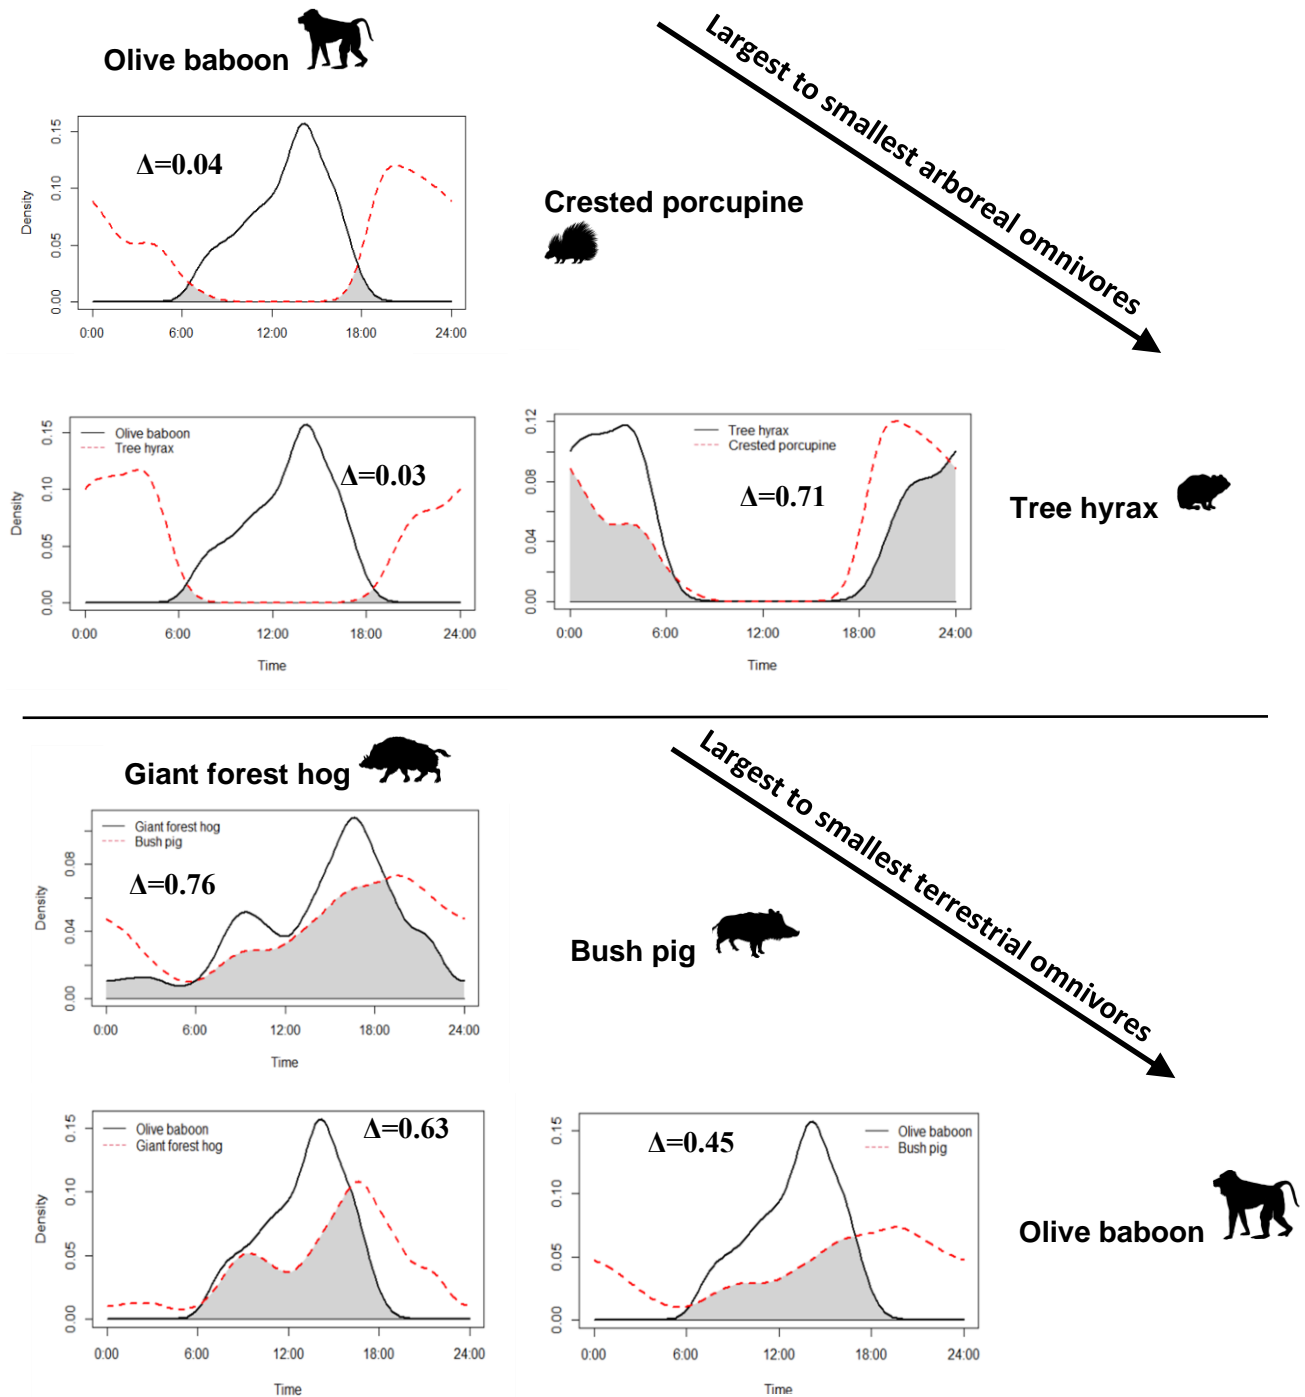 Olive baboon
Largest to smallest arboreal omnivores
Δ=0.04
Density
0.00
0.05
0.10
0.15
0:00
6:00
12:00
18:00
24:00
Crested porcupine
Olive baboon
Tree hyrax
Δ=0.03
Density
0.00
0.05
0.10
0.15
0:00
6:00
12:00
18:00
24:00
Time
Tree hyrax
Crested porcupine
Δ=0.71
0.00
0.04
0.08
0.12
0:00
6:00
12:00
18:00
24:00
Time
Tree hyrax
Giant forest hog
Largest to smallest terrestrial omnivores
Giant forest hog
Bush pig
Δ=0.76
Density
0.00
0.04
0.08
0:00
6:00
12:00
18:00
24:00
Time
Bush pig
Olive baboon
Giant forest hog
Δ=0.63
Density
0.00
0.05
0.10
0.15
0:00
6:00
12:00
18:00
24:00
Time
Δ=0.45
Olive baboon
Bush pig
0.00
0.05
0.10
0.15
0:00
6:00
12:00
18:00
24:00
Time
Olive baboon